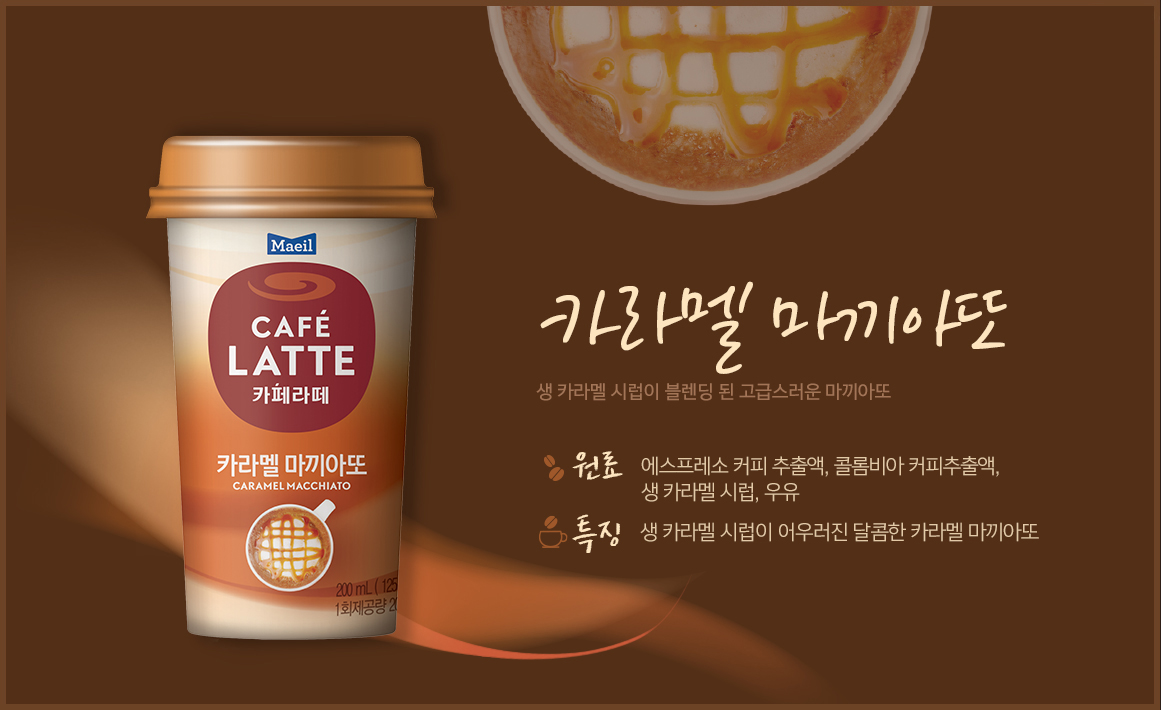 Maeil
CAFÉ
LATTE
카페라떼
카라멜 마끼아또
CARAMEL MACCHIATO
200 mL ( 125
1회제공량 20
카라멜 마끼아또
생 카라멜 시럽이 블렌딩 된 고급스러운 마끼아또
원료 에스프레소 커피 추출액, 콜롬비아 커피추출액,
생 카라멜 시럽, 우유
특징 생 카라멜 시럽이 어우러진 달콤한 카라멜 마끼아또